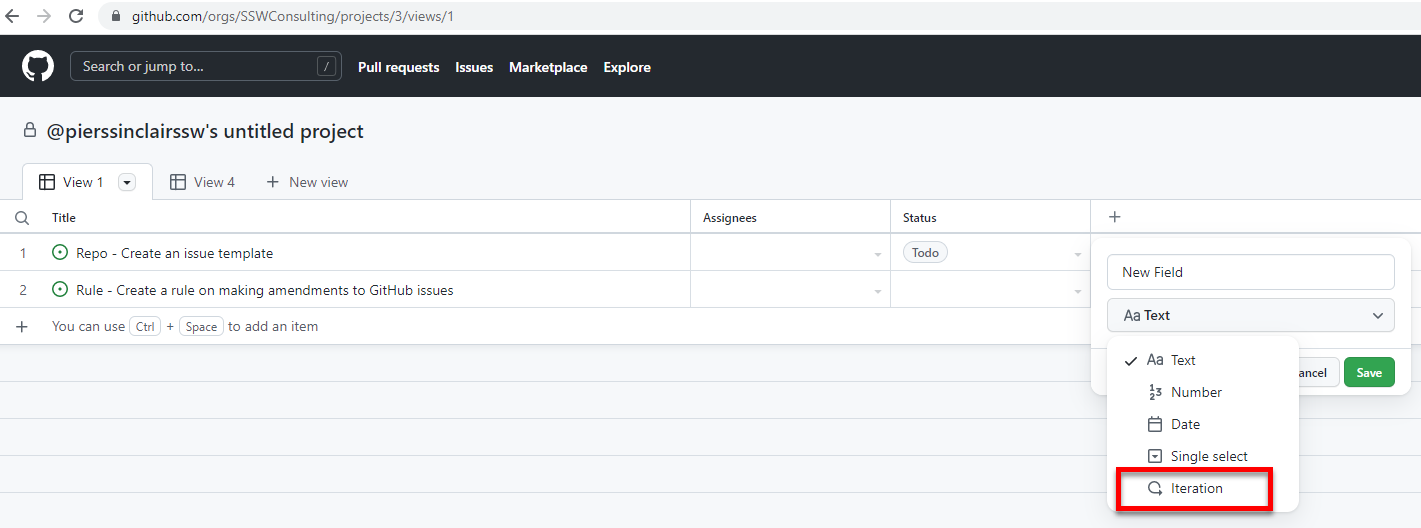 github.com/orgs/SSWConsulting/projects/3/views/1
Search or jump to... / Pull requests Issues Marketplace Explore
@pierssinclairssw's untitled project
View 1 View 4 + New view
Title Assignees Status +
1 Repo - Create an issue template Todo
2 Rule - Create a rule on making amendments to GitHub issues
+ You can use Ctrl + Space to add an item
New Field
Aa Text
ancel Save
Aa Text
Number
Date
Single select
Iteration